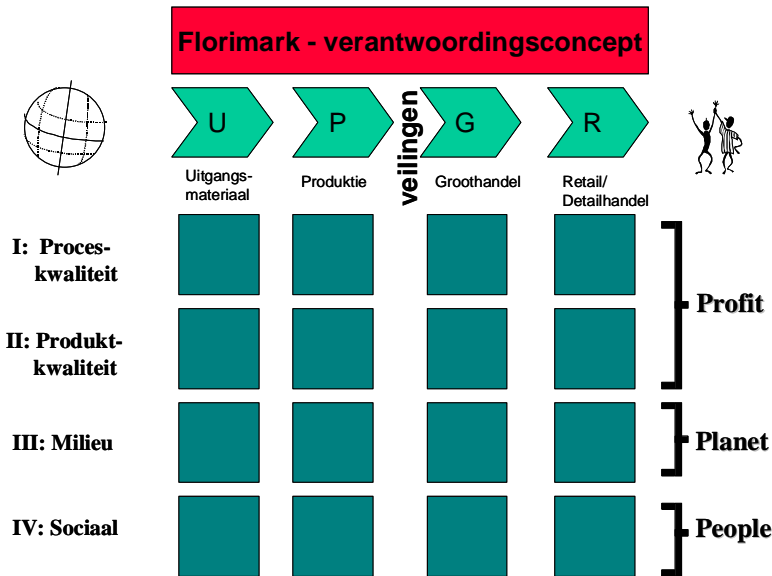 Florimark - verantwoordingsconcept
U
P
veilingen
G
R
Uitgangs-
materiaal
Produktie
Groothandel
Retail/
Detailhandel
I: Proces-
kwaliteit
II: Produkt-
kwaliteit
Profit
III: Milieu
Planet
IV: Sociaal
People